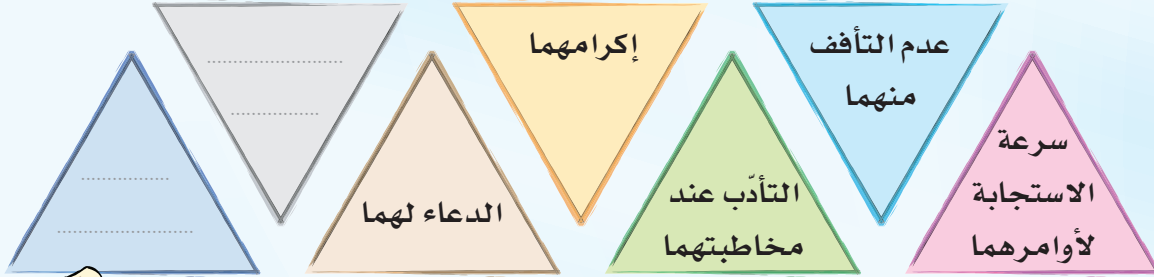 سرعة
الاستجابة
لأوامرهما
عدم التأفف
منهما
التأدّب عند
مخاطبتهما
إكرامهما
الدعاء لهما